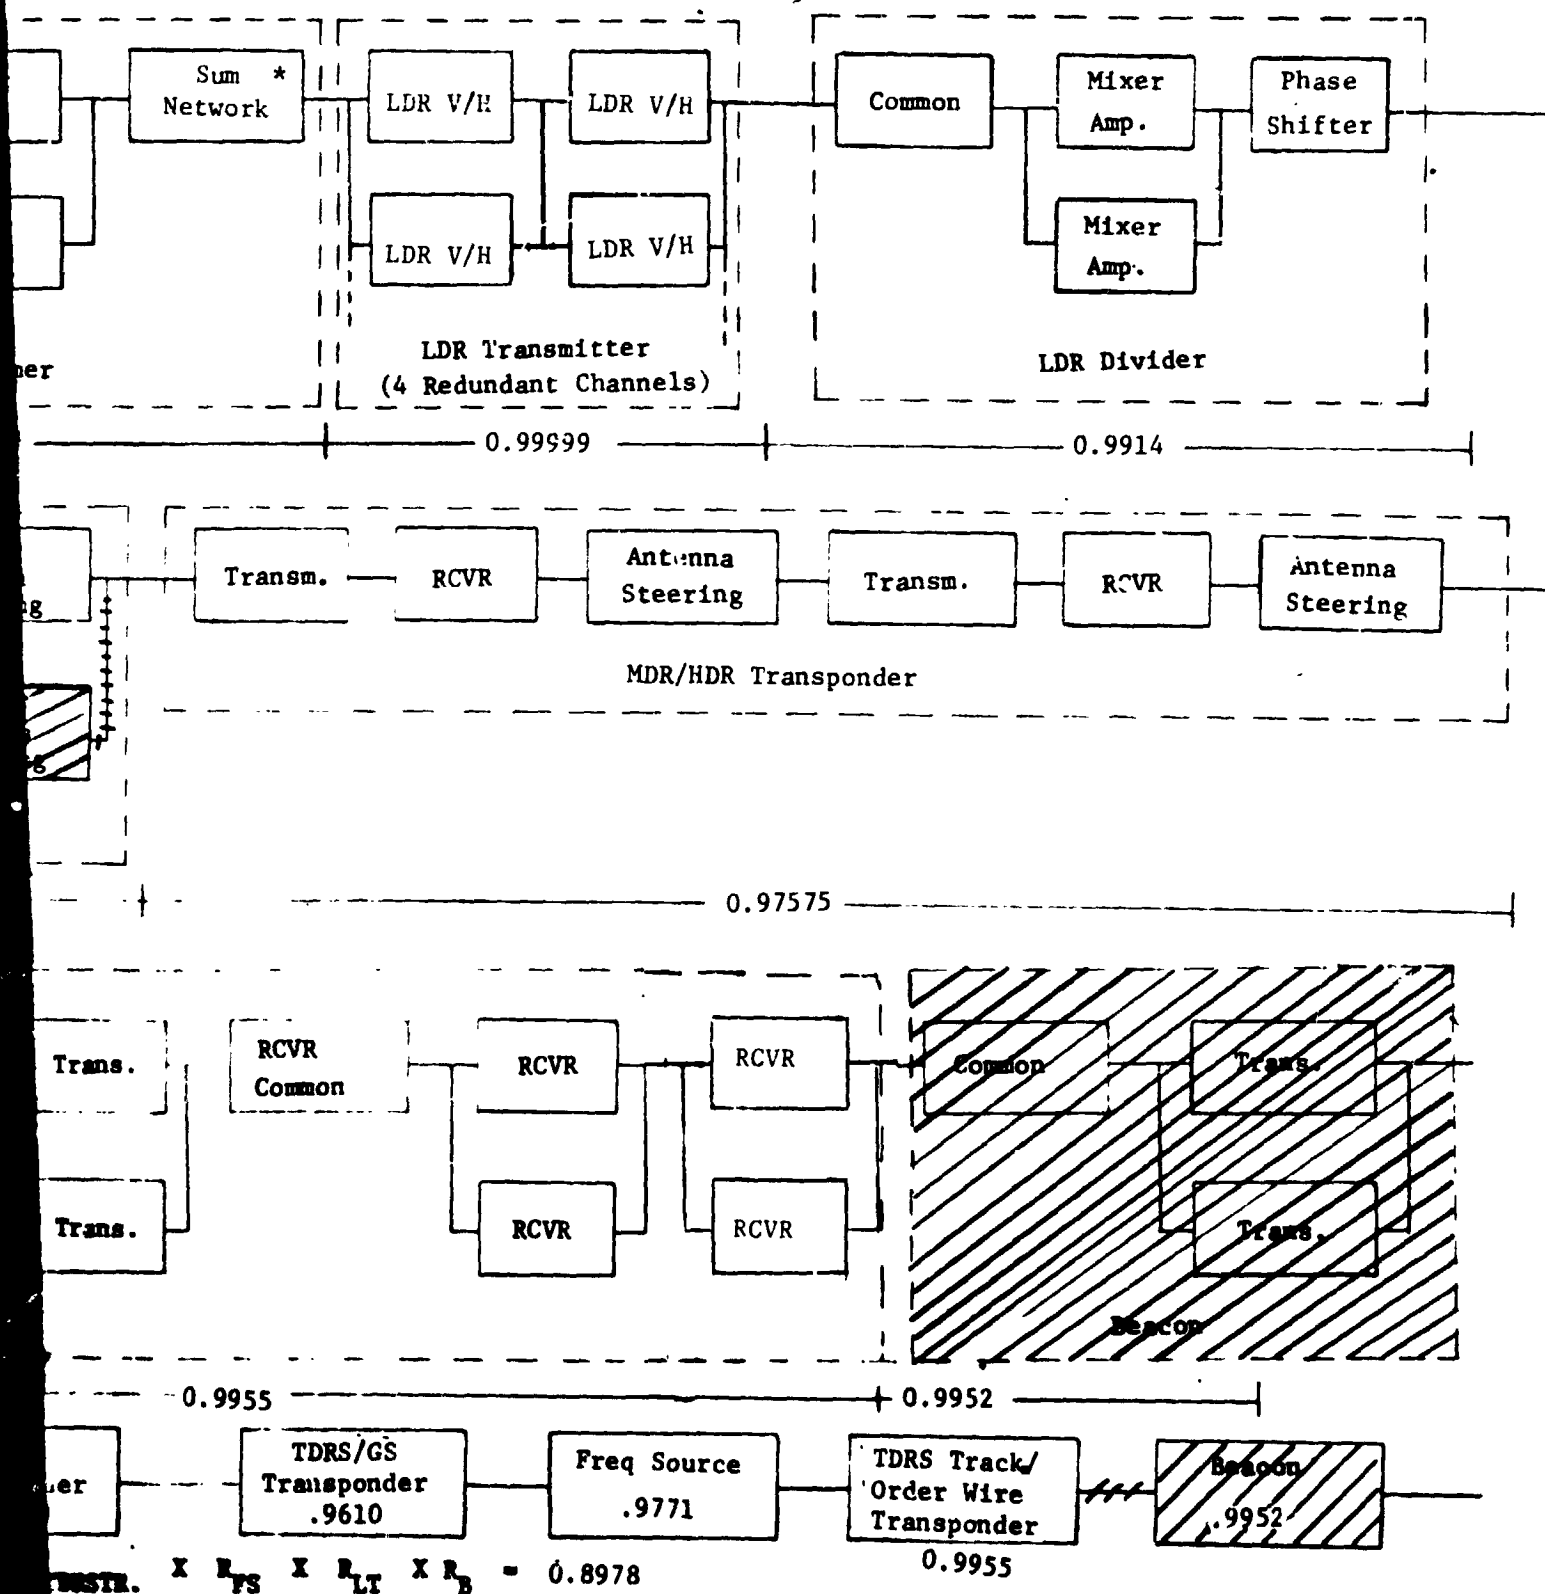 Sum *
Network
LDR V/H
LDR V/H
Common
Mixer
Amp.
Phase
Shifter
LDR V/H
LDR V/H
Mixer
Amp.
LDR Transmitter
(4 Redundant Channels)
LDR Divider
0.99999
0.9914
Transm.
RCVR
Antenna
Steering
Transm.
RCVR
Antenna
Steering
MDR/HDR Transponder
0.97575
Trans.
RCVR
Common
RCVR
RCVR
Common
Trans.
Trans.
RCVR
RCVR
Trans.
Beacon
0.9955
0.9952
TDRS/GS
Transponder
.9610
Freq Source
.9771
TDRS Track/
Order Wire
Transponder
0.9955
Beacon
.9952
X R_FS X R_LT X R_B = 0.8978